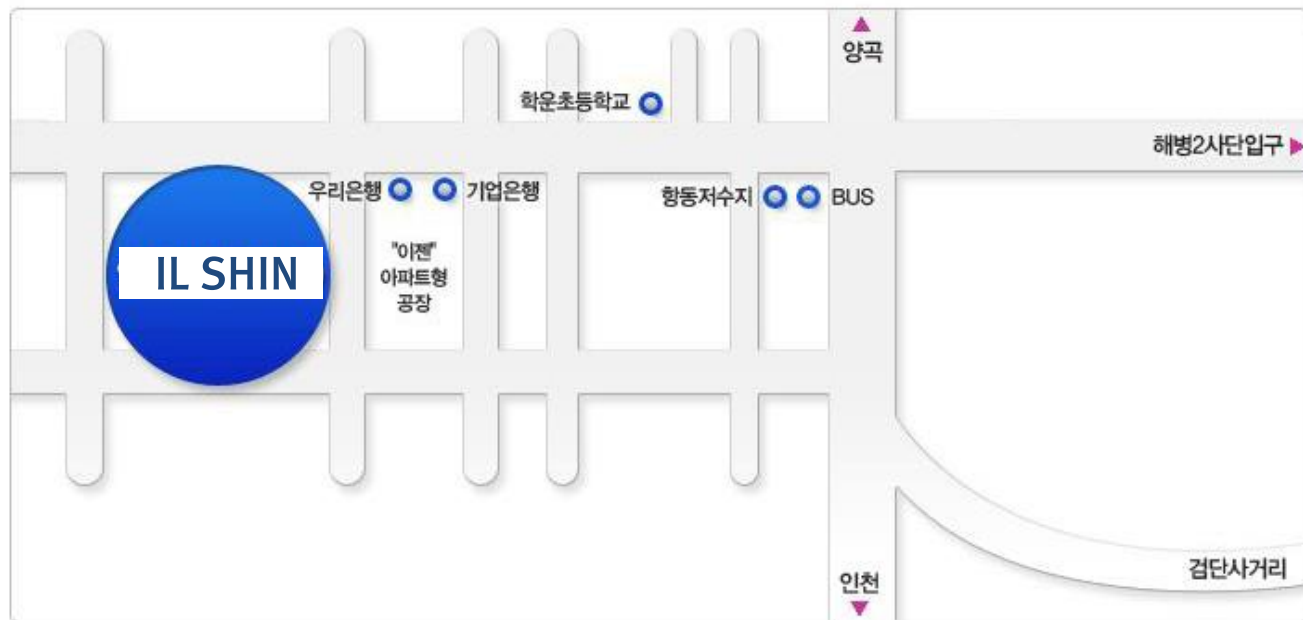 양곡
학운초등학교
해병2사단입구
우리은행
기업은행
항동저수지
BUS
"이젠"
아파트형
공장
IL SHIN
검단사거리
인천